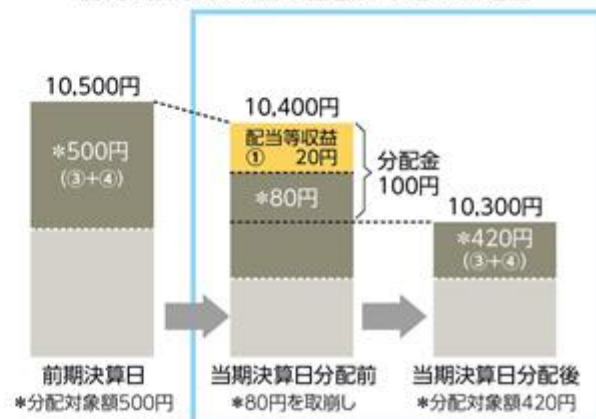 10,500円
*500円
(③+④)
10,400円
配当等収益
① 20円
*80円
分配金
100円
10,300円
*420円
(③+④)
前期決算日
*分配対象額500円
当期決算日分配前
*80円を取崩し
当期決算日分配後
*分配対象額420円